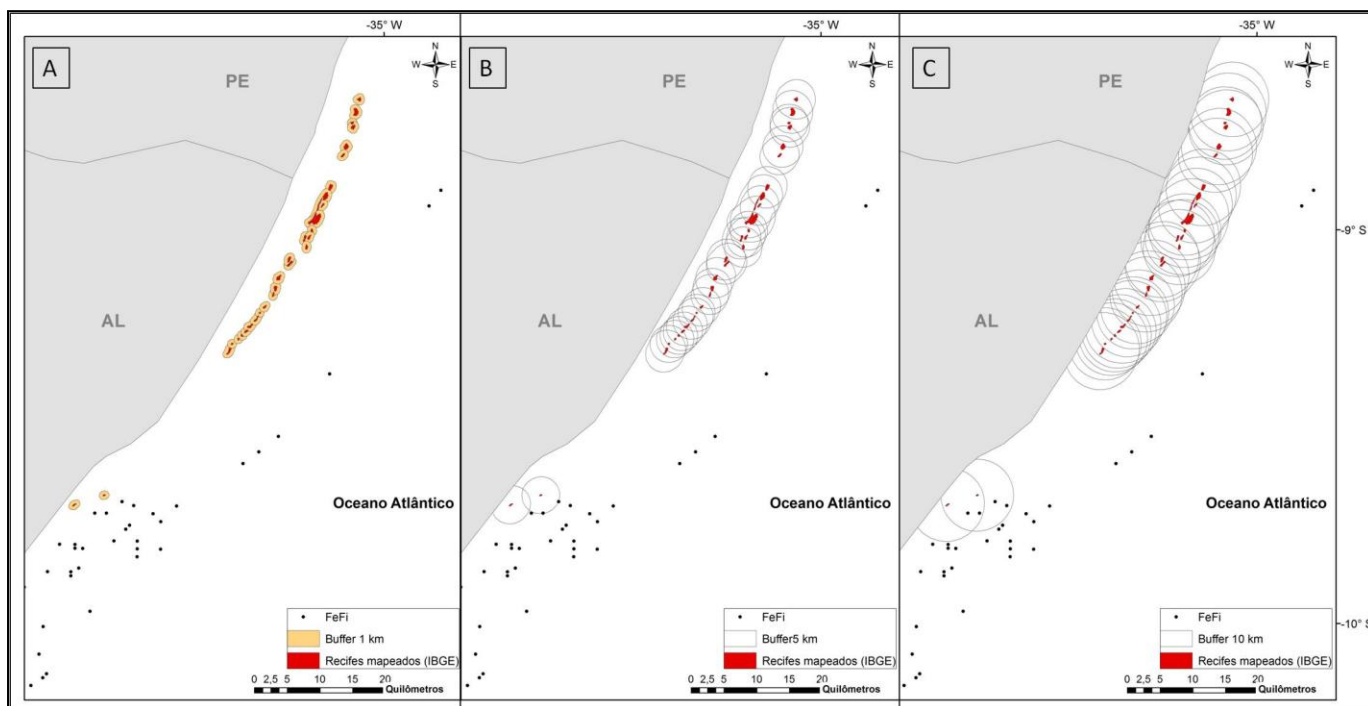 -35° W
-35° W
-35° W
A
N
W E
S
PE
AL
Oceano Atlântico
FeFi
Buffer 1 km
Recifes mapeados (IBGE)
0 2,5 5 10 15 20
Quilômetros
B
N
W E
S
PE
AL
Oceano Atlântico
FeFi
Buffer5 km
Recifes mapeados (IBGE)
0 2,5 5 10 15 20
Quilômetros
C
N
W E
S
PE
-9° S
AL
Oceano Atlântico
FeFi
Buffer 10 km
-10° S
Recifes mapeados (IBGE)
0 2,5 5 10 15 20
Quilômetros